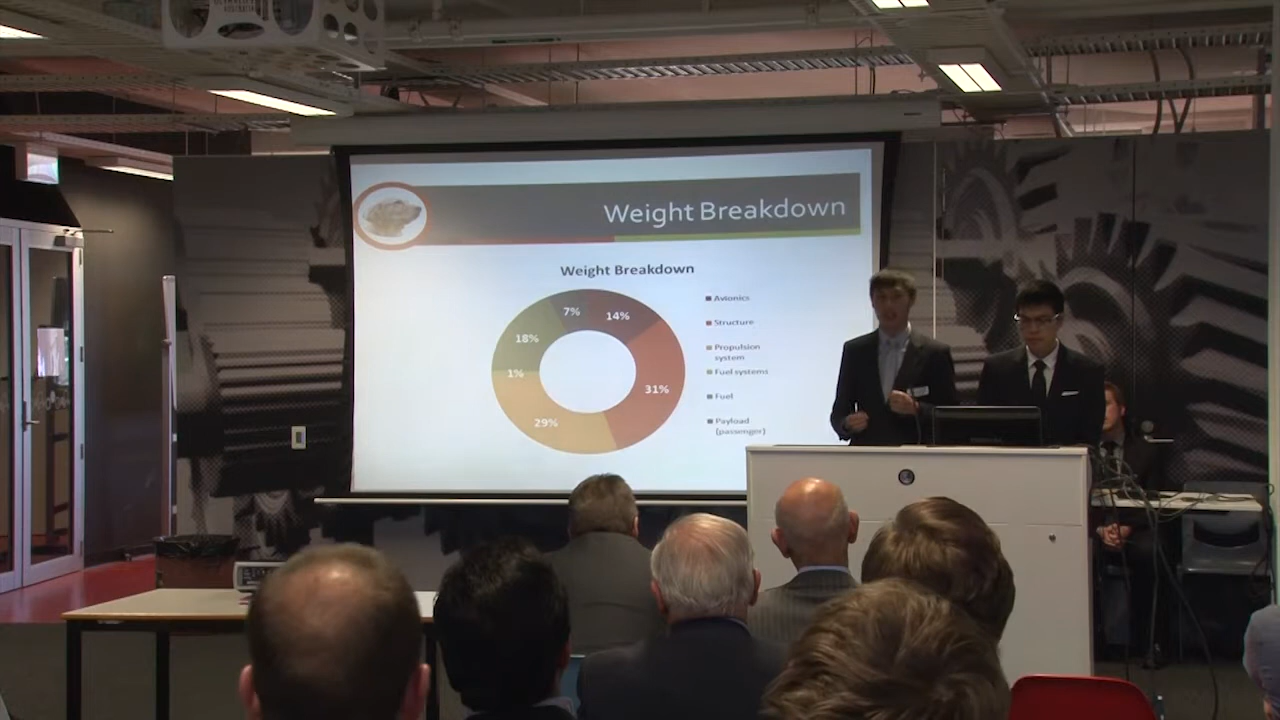 Weight Breakdown
Weight Breakdown
7%
14%
18%
1%
31%
29%
Avionics
Structure
Propulsion
system
Fuel systems
Fuel
Payload
(passenger)